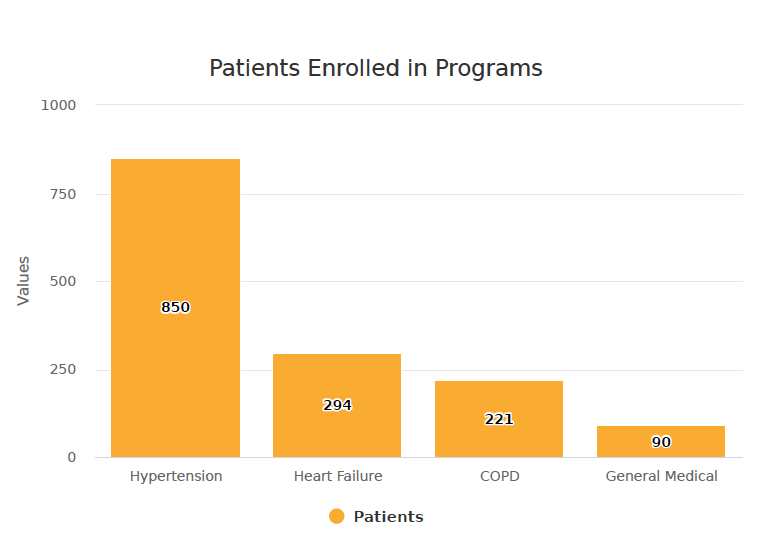 Patients Enrolled in Programs
1000
750
500
250
0
Values
850
294
221
90
Hypertension
Heart Failure
COPD
General Medical
Patients